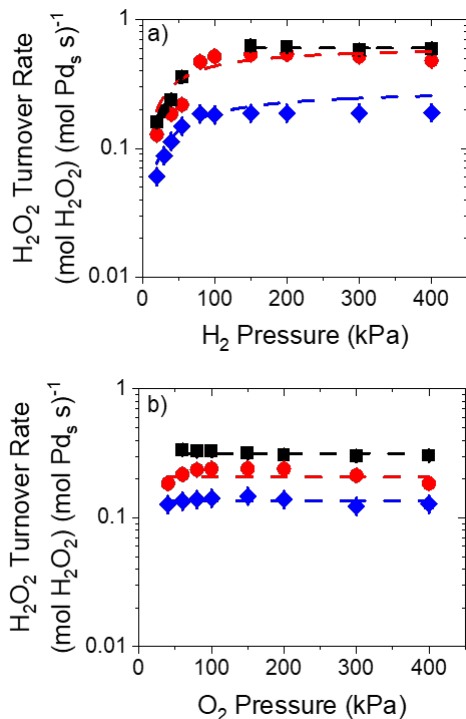 a)
1
0.1
0.01
H₂O₂ Turnover Rate
(mol H₂O₂) (mol Pdₛ s)⁻¹
0 100 200 300 400
H₂ Pressure (kPa)
b)
1
0.1
0.01
H₂O₂ Turnover Rate
(mol H₂O₂) (mol Pdₛ s)⁻¹
0 100 200 300 400
O₂ Pressure (kPa)